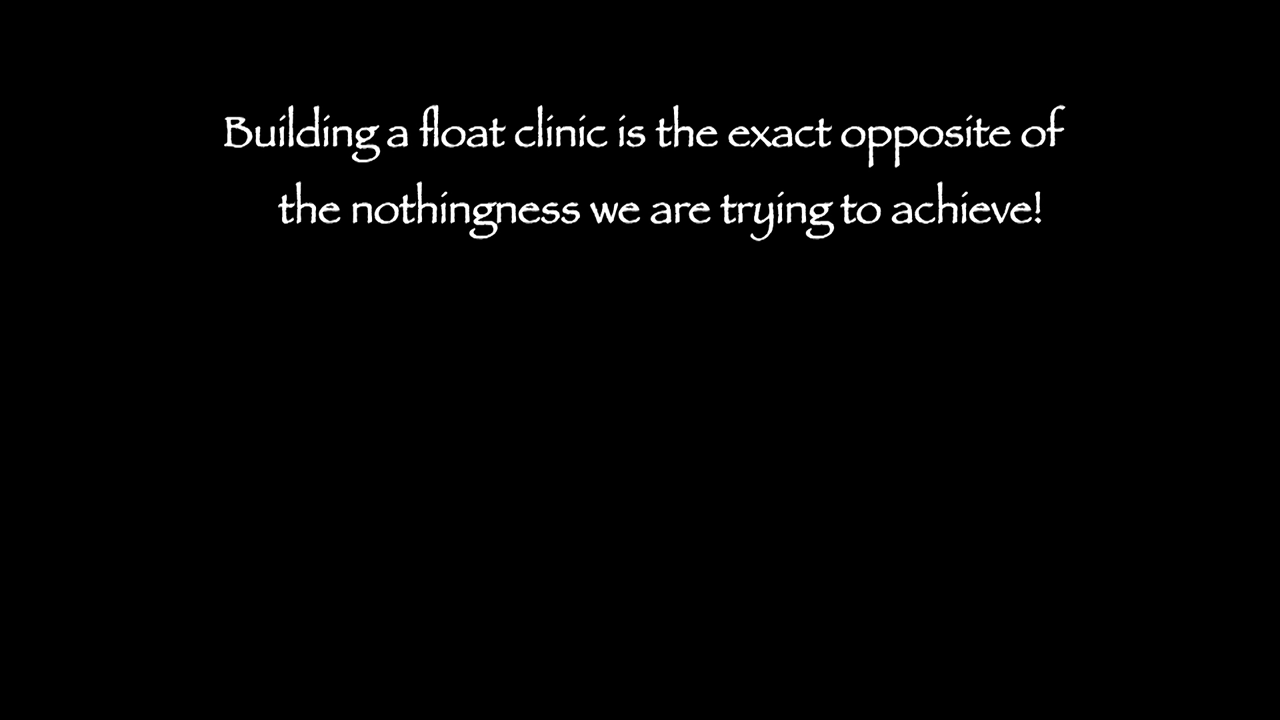 Building a float clinic is the exact opposite of
the nothingness we are trying to achieve!